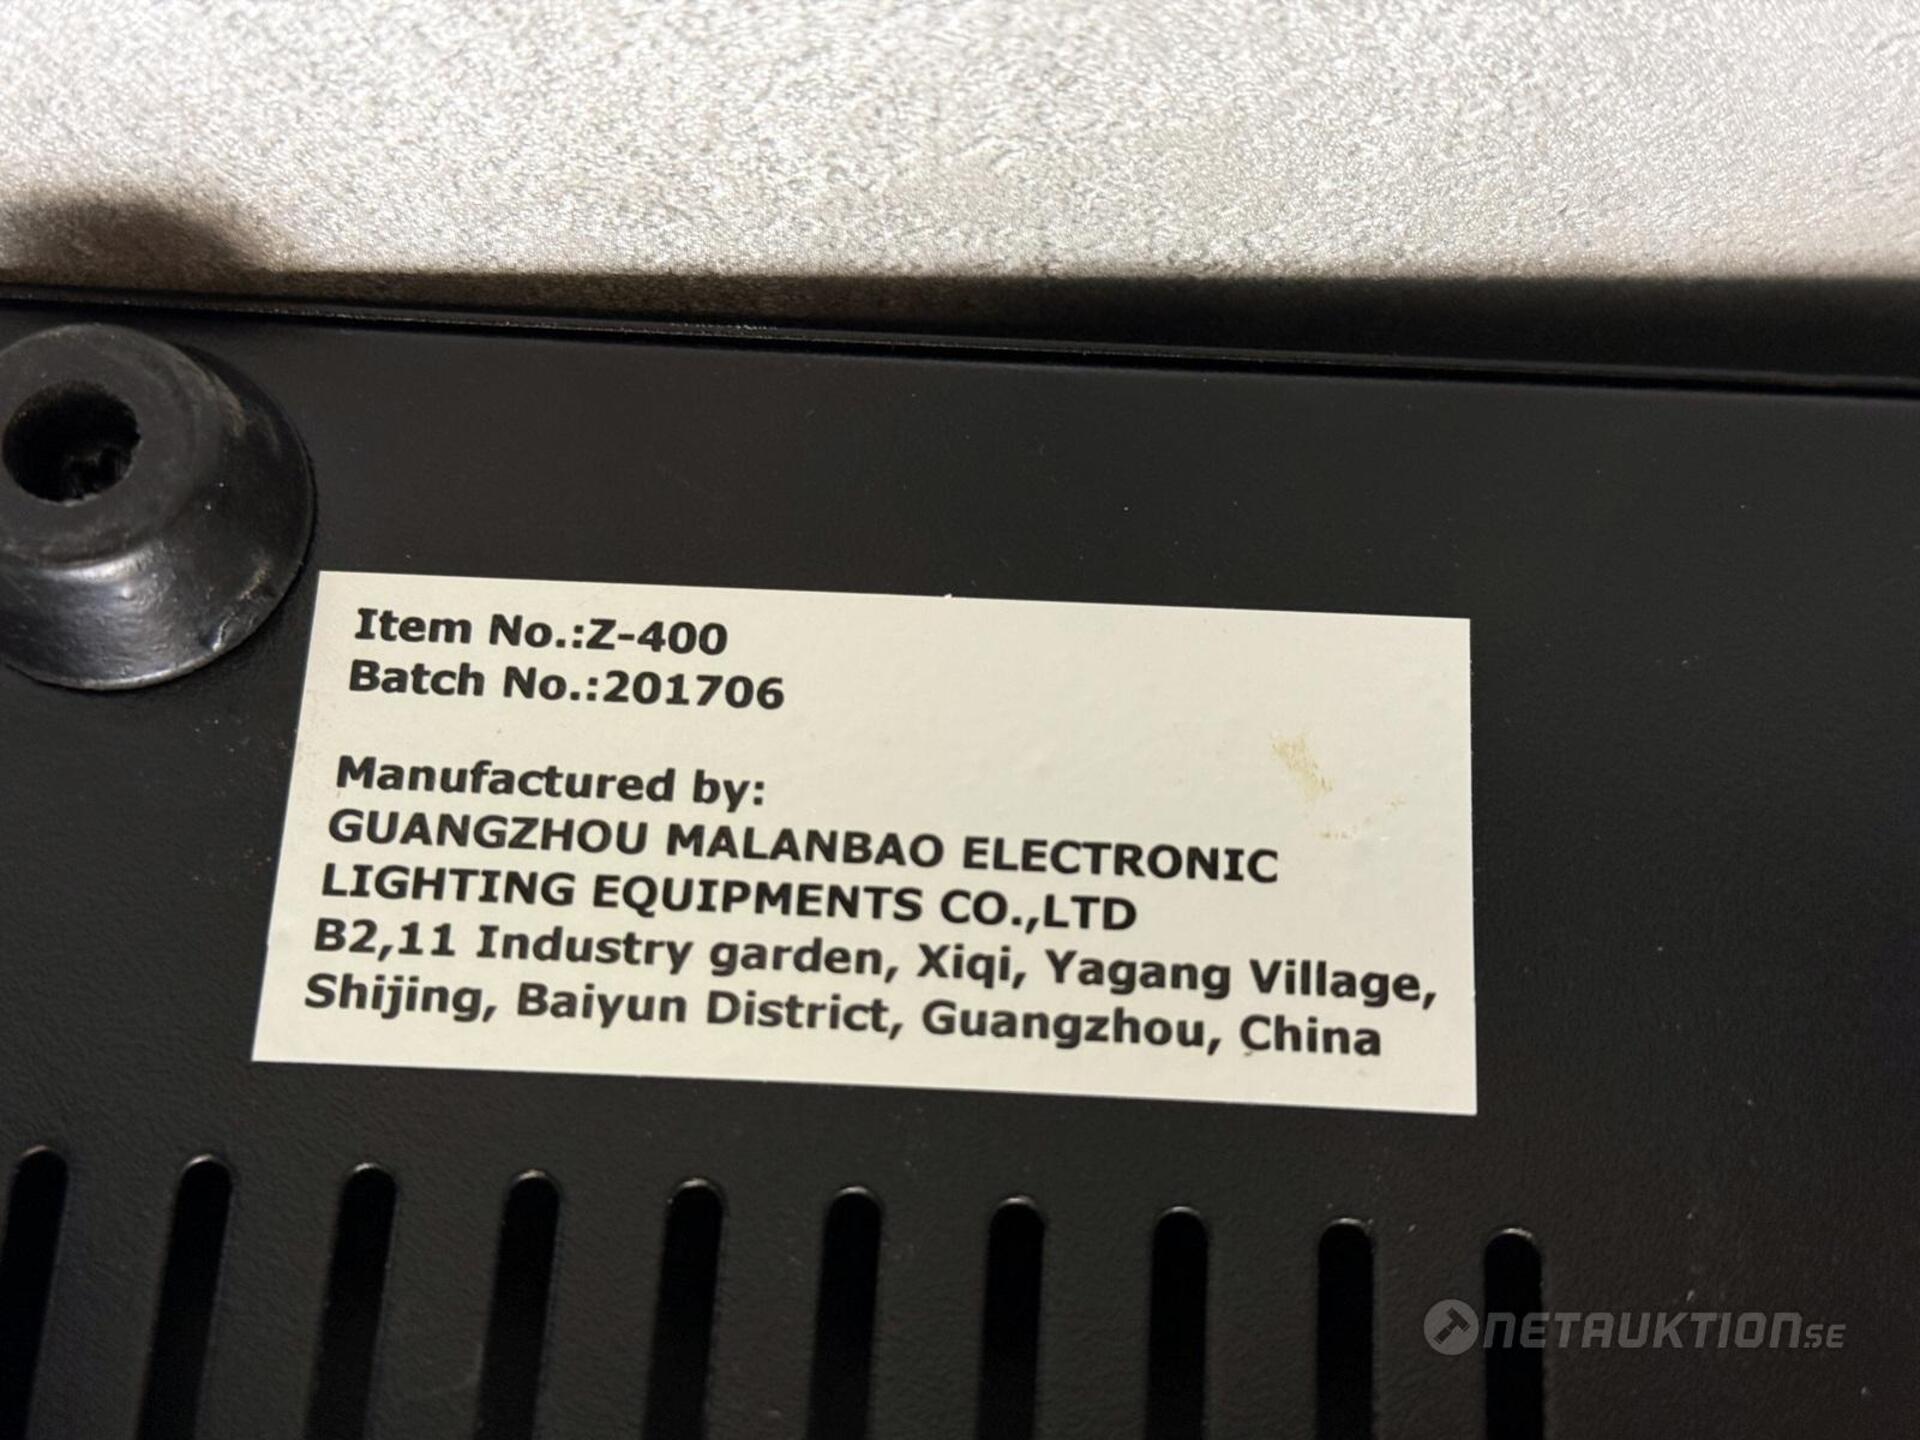 Item No.:Z-400
Batch No.:201706
Manufactured by:
GUANGZHOU MALANBAO ELECTRONIC
LIGHTING EQUIPMENTS CO.,LTD
B2,11 Industry garden, Xiqi, Yagang Village,
Shijing, Baiyun District, Guangzhou, China
NETAUKTION.SE